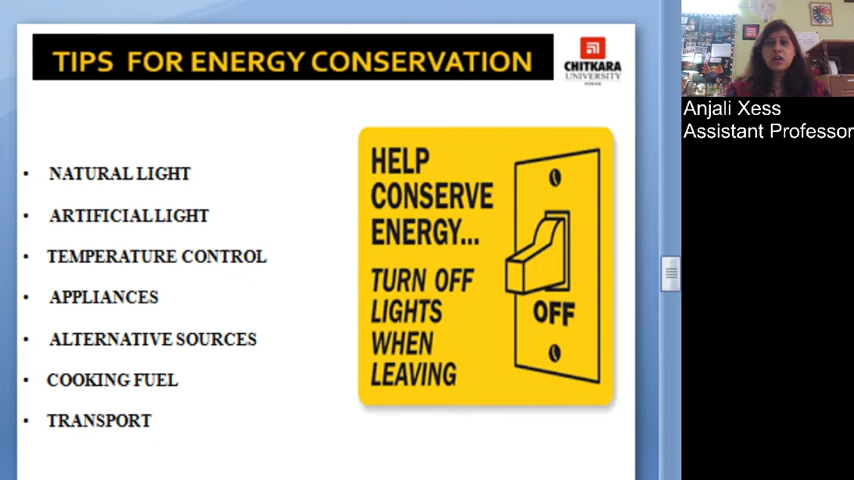 TIPS FOR ENERGY CONSERVATION
CHITKARA
UNIVERSITY
• NATURAL LIGHT
• ARTIFICIAL LIGHT
• TEMPERATURE CONTROL
• APPLIANCES
• ALTERNATIVE SOURCES
• COOKING FUEL
• TRANSPORT
HELP
CONSERVE
ENERGY...
TURN OFF
LIGHTS
WHEN
LEAVING
OFF
Anjali Xess
Assistant Professor